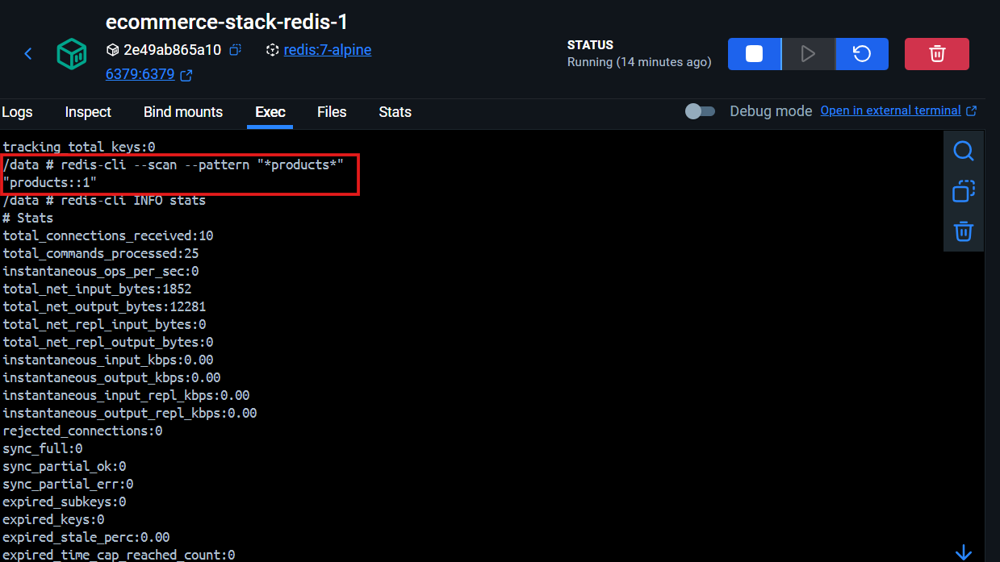 ecommerce-stack-redis-1
2e49ab865a10 redis:7-alpine
6379:6379
STATUS
Running (14 minutes ago)
Logs Inspect Bind mounts Exec Files Stats
Debug mode Open in external terminal
tracking_total_keys:0
/data # redis-cli --scan --pattern "*products*"
"products::1"
/data # redis-cli INFO stats
# Stats
total_connections_received:10
total_commands_processed:25
instantaneous_ops_per_sec:0
total_net_input_bytes:1852
total_net_output_bytes:12281
total_net_repl_input_bytes:0
total_net_repl_output_bytes:0
instantaneous_input_kbps:0.00
instantaneous_output_kbps:0.00
instantaneous_input_repl_kbps:0.00
instantaneous_output_repl_kbps:0.00
rejected_connections:0
sync_full:0
sync_partial_ok:0
sync_partial_err:0
expired_subkeys:0
expired_keys:0
expired_stale_perc:0.00
expired_time_cap_reached_count:0